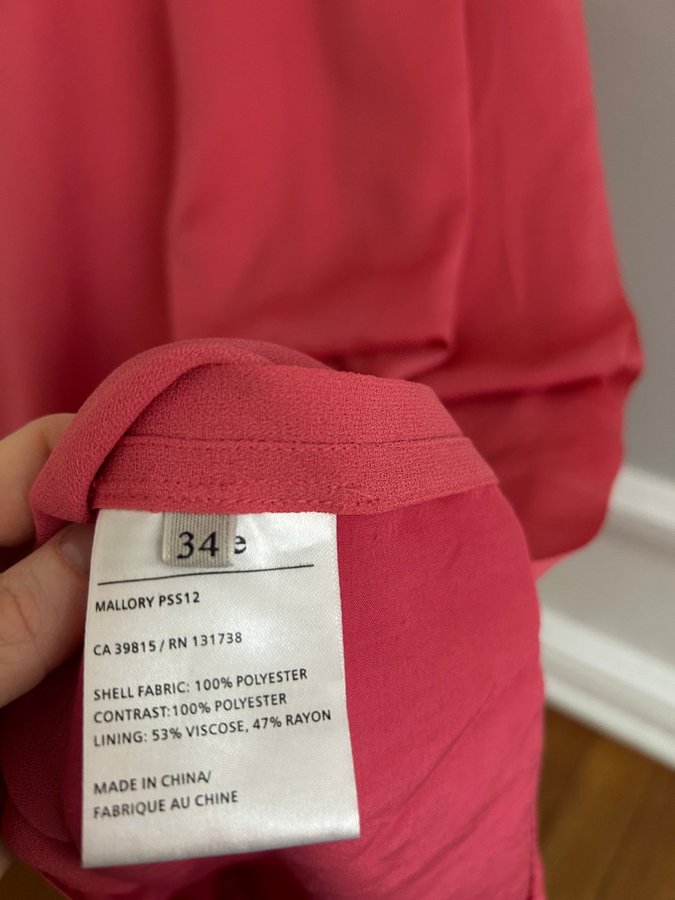 34
MALLORY PSS12
CA 39815 / RN 131738
SHELL FABRIC: 100% POLYESTER
CONTRAST:100% POLYESTER
LINING: 53% VISCOSE, 47% RAYON
MADE IN CHINA/
FABRIQUE AU CHINE